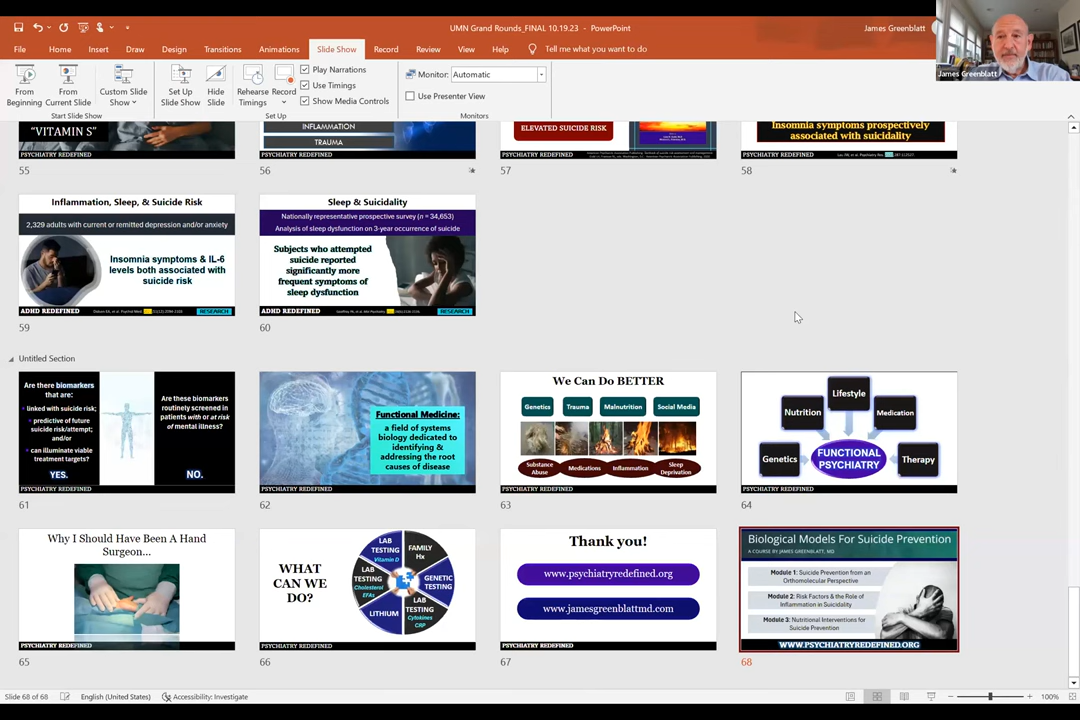 UMN Grand Rounds_FINAL 10.19.23 - PowerPoint
James Greenblatt
File
Home
Insert
Draw
Design
Transitions
Animations
Slide Show
Record
Review
View
Help
Tell me what you want to do
James Greenblatt
From
Beginning
From
Current Slide
Custom Slide
Show
Set Up
Slide Show
Hide
Slide
Rehearse
Timings
Record
Play Narrations
Use Timings
Show Media Controls
Monitor: Automatic
Use Presenter View
Start Slide Show
Set Up
Monitors
"VITAMIN S"
PSYCHIATRY REDEFINED
55
INFLAMMATION
TRAUMA
PSYCHIATRY REDEFINED
56
ELEVATED SUICIDE RISK
PSYCHIATRY REDEFINED
57
Insomnia symptoms prospectively
associated with suicidality
PSYCHIATRY REDEFINED
58
Inflammation, Sleep, & Suicide Risk
2,329 adults with current or remitted depression and/or anxiety
Insomnia symptoms & IL-6
levels both associated with
suicide risk
ADHD REDEFINED
RESEARCH
59
Sleep & Suicidality
Nationally representative prospective survey (n = 34,653)
Analysis of sleep dysfunction on 3-year occurrence of suicide
Subjects who attempted
suicide reported
significantly more
frequent symptoms of
sleep dysfunction
ADHD REDEFINED
RESEARCH
60
Untitled Section
Are there biomarkers
that are:
• linked with suicide risk;
• predictive of future
suicide risk/attempt;
and/or
• can illuminate viable
treatment targets?
YES.
Are these biomarkers
routinely screened in
patients with or at risk
of mental illness?
NO.
PSYCHIATRY REDEFINED
61
Functional Medicine:
a field of systems
biology dedicated to
identifying &
addressing the root
causes of disease
PSYCHIATRY REDEFINED
62
We Can Do BETTER
Genetics
Trauma
Malnutrition
Social Media
Substance
Abuse
Medications
Inflammation
Sleep
Deprivation
PSYCHIATRY REDEFINED
63
Lifestyle
Nutrition
Medication
Genetics
FUNCTIONAL
PSYCHIATRY
Therapy
PSYCHIATRY REDEFINED
64
Why I Should Have Been A Hand
Surgeon...
PSYCHIATRY REDEFINED
65
WHAT
CAN WE
DO?
LAB
TESTING
Vitamin D
FAMILY
Hx
LAB
TESTING
Cholesterol
EFAs
GENETIC
TESTING
LITHIUM
LAB
TESTING
Cytokines
CRP
PSYCHIATRY REDEFINED
66
Thank you!
www.psychiatryredefined.org
www.jamesgreenblattmd.com
PSYCHIATRY REDEFINED
67
Biological Models For Suicide Prevention
A COURSE BY JAMES GREENBLATT, MD
Module 1: Suicide Prevention from an
Orthomolecular Perspective
Module 2: Risk Factors & the Role of
Inflammation in Suicidality
Module 3: Nutritional Interventions for
Suicide Prevention
WWW.PSYCHIATRYREDEFINED.ORG
68
Slide 68 of 68
English (United States)
Accessibility: Investigate
100%